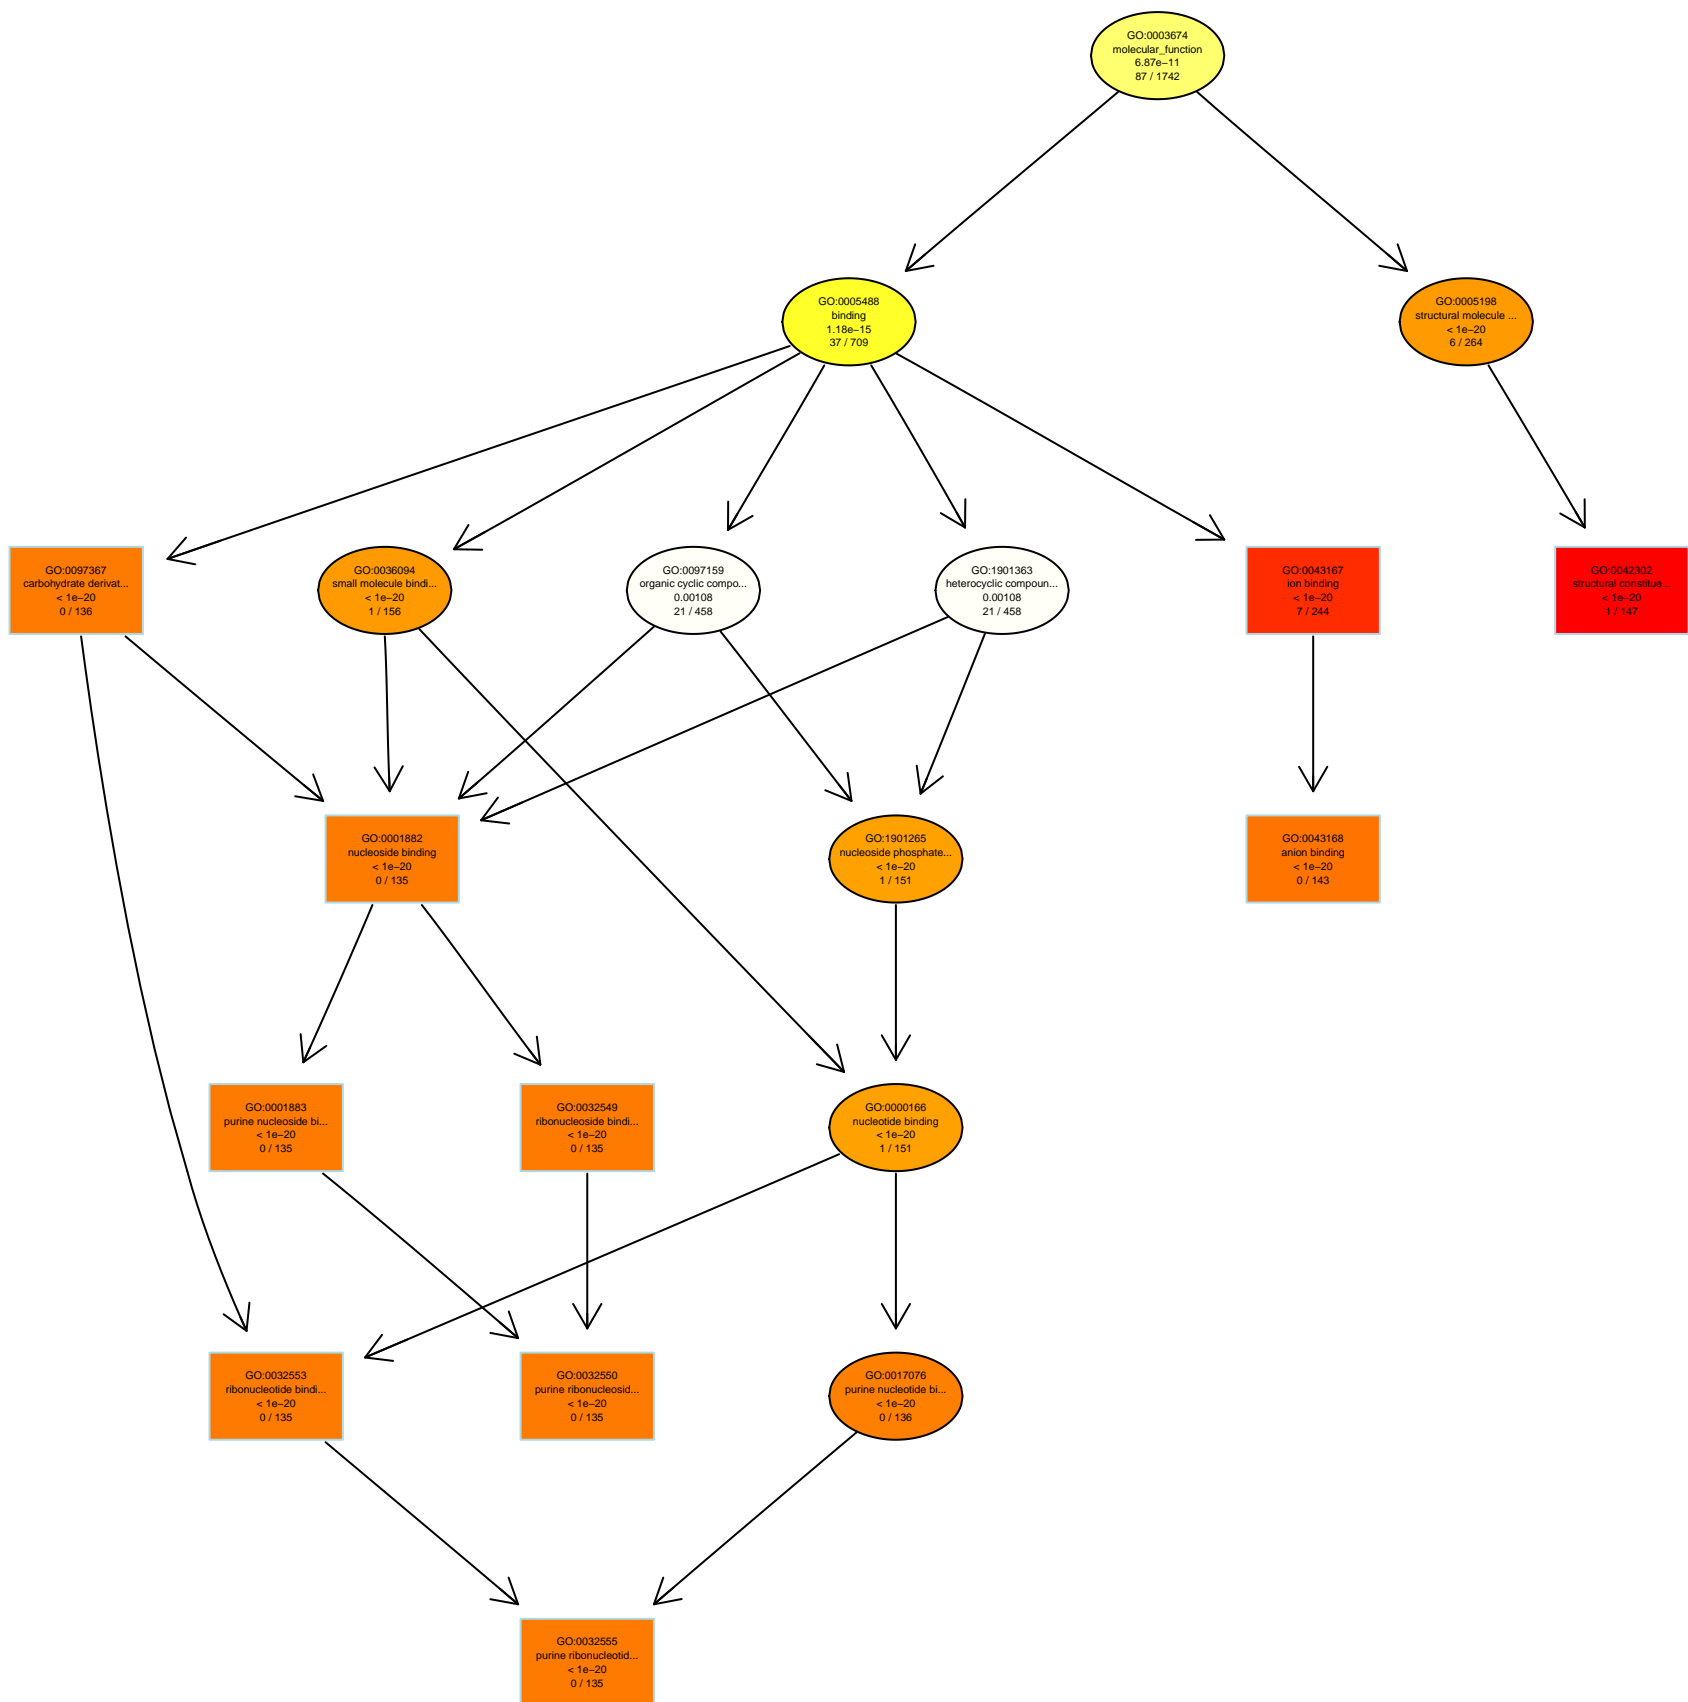 GO:0003674
molecular_function
6.87e−11
87 / 1742
GO:0005488
binding
1.18e−15
37 / 709
GO:0005198
structural molecule ...
< 1e−20
6 / 264
GO:0097367
carbohydrate derivat...
< 1e−20
0 / 136
GO:0036094
small molecule bindi...
< 1e−20
1 / 156
GO:0097159
organic cyclic compo...
0.00108
21 / 458
GO:1901363
heterocyclic compoun...
0.00108
21 / 458
GO:0043167
ion binding
< 1e−20
7 / 244
GO:0042302
structural constitue...
< 1e−20
1 / 147
GO:0001882
nucleoside binding
< 1e−20
0 / 135
GO:1901265
nucleoside phosphate...
< 1e−20
1 / 151
GO:0043168
anion binding
< 1e−20
0 / 143
GO:0001883
purine nucleoside bi...
< 1e−20
0 / 135
GO:0032549
ribonucleoside bindi...
< 1e−20
0 / 135
GO:0000166
nucleotide binding
< 1e−20
1 / 151
GO:0032553
ribonucleotide bindi...
< 1e−20
0 / 135
GO:0032550
purine ribonucleosid...
< 1e−20
0 / 135
GO:0017076
purine nucleotide bi...
< 1e−20
0 / 136
GO:0032555
purine ribonucleotid...
< 1e−20
0 / 135